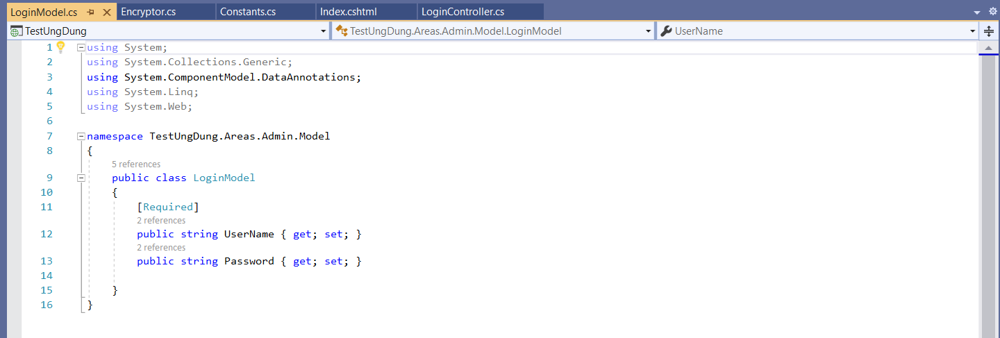 LoginModel.cs Encryptor.cs Constants.cs Index.cshtml LoginController.cs
TestUngDung TestUngDung.Areas.Admin.Model.LoginModel UserName
1 using System;
2 using System.Collections.Generic;
3 using System.ComponentModel.DataAnnotations;
4 using System.Linq;
5 using System.Web;
6
7 namespace TestUngDung.Areas.Admin.Model
8 {
5 references
9 public class LoginModel
10 {
11 [Required]
2 references
12 public string UserName { get; set; }
2 references
13 public string Password { get; set; }
14
15 }
16 }